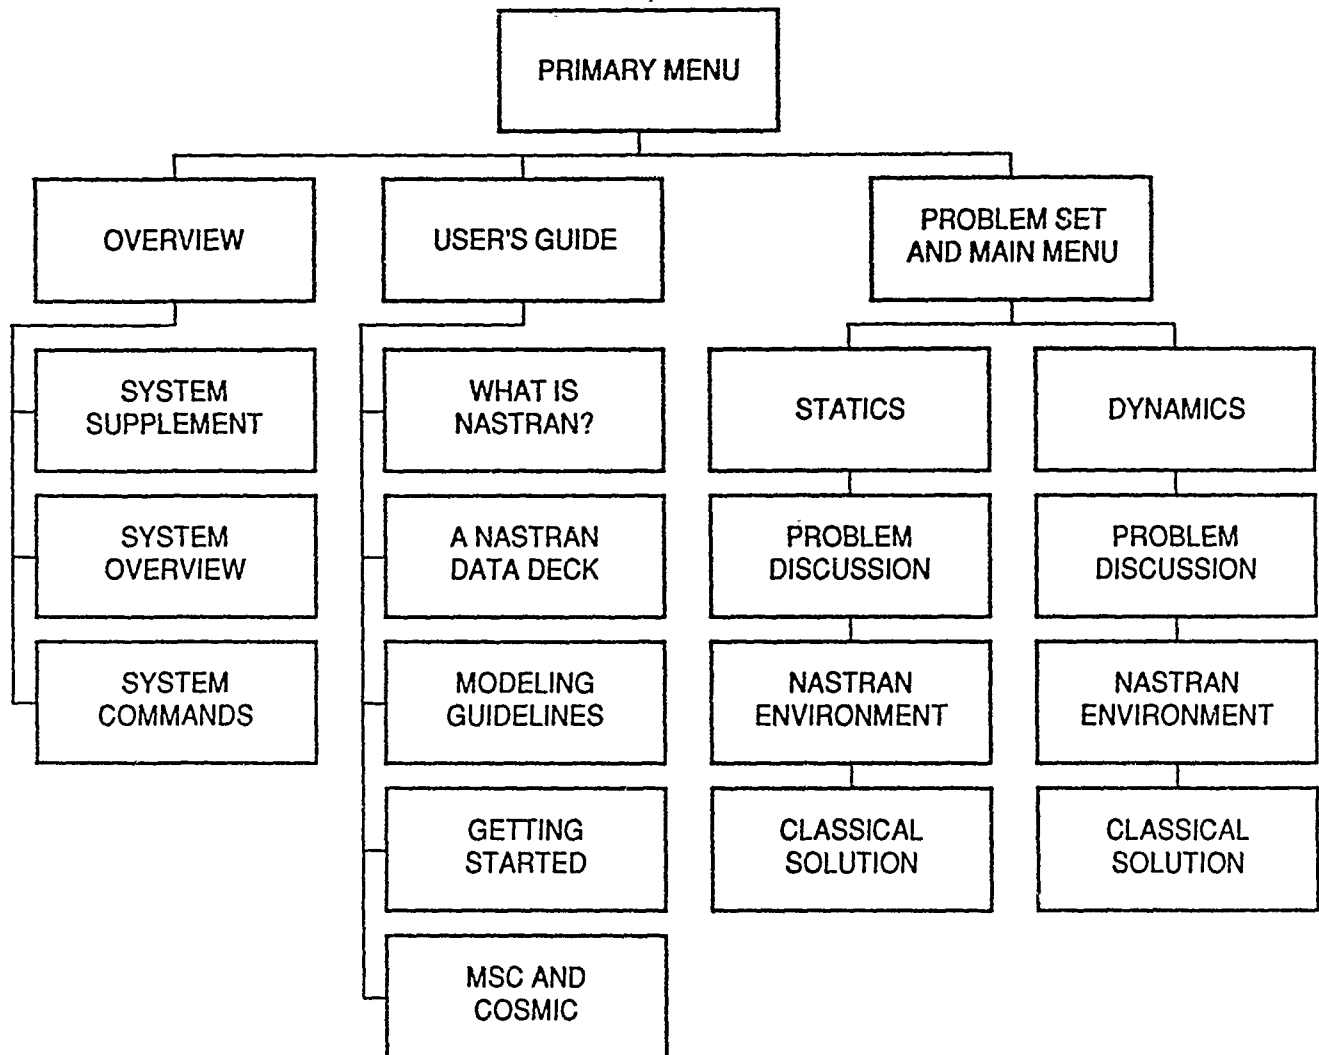 PRIMARY MENU
OVERVIEW
USER'S GUIDE
PROBLEM SET
AND MAIN MENU
SYSTEM
SUPPLEMENT
SYSTEM
OVERVIEW
SYSTEM
COMMANDS
WHAT IS
NASTRAN?
A NASTRAN
DATA DECK
MODELING
GUIDELINES
GETTING
STARTED
MSC AND
COSMIC
STATICS
PROBLEM
DISCUSSION
NASTRAN
ENVIRONMENT
CLASSICAL
SOLUTION
DYNAMICS
PROBLEM
DISCUSSION
NASTRAN
ENVIRONMENT
CLASSICAL
SOLUTION